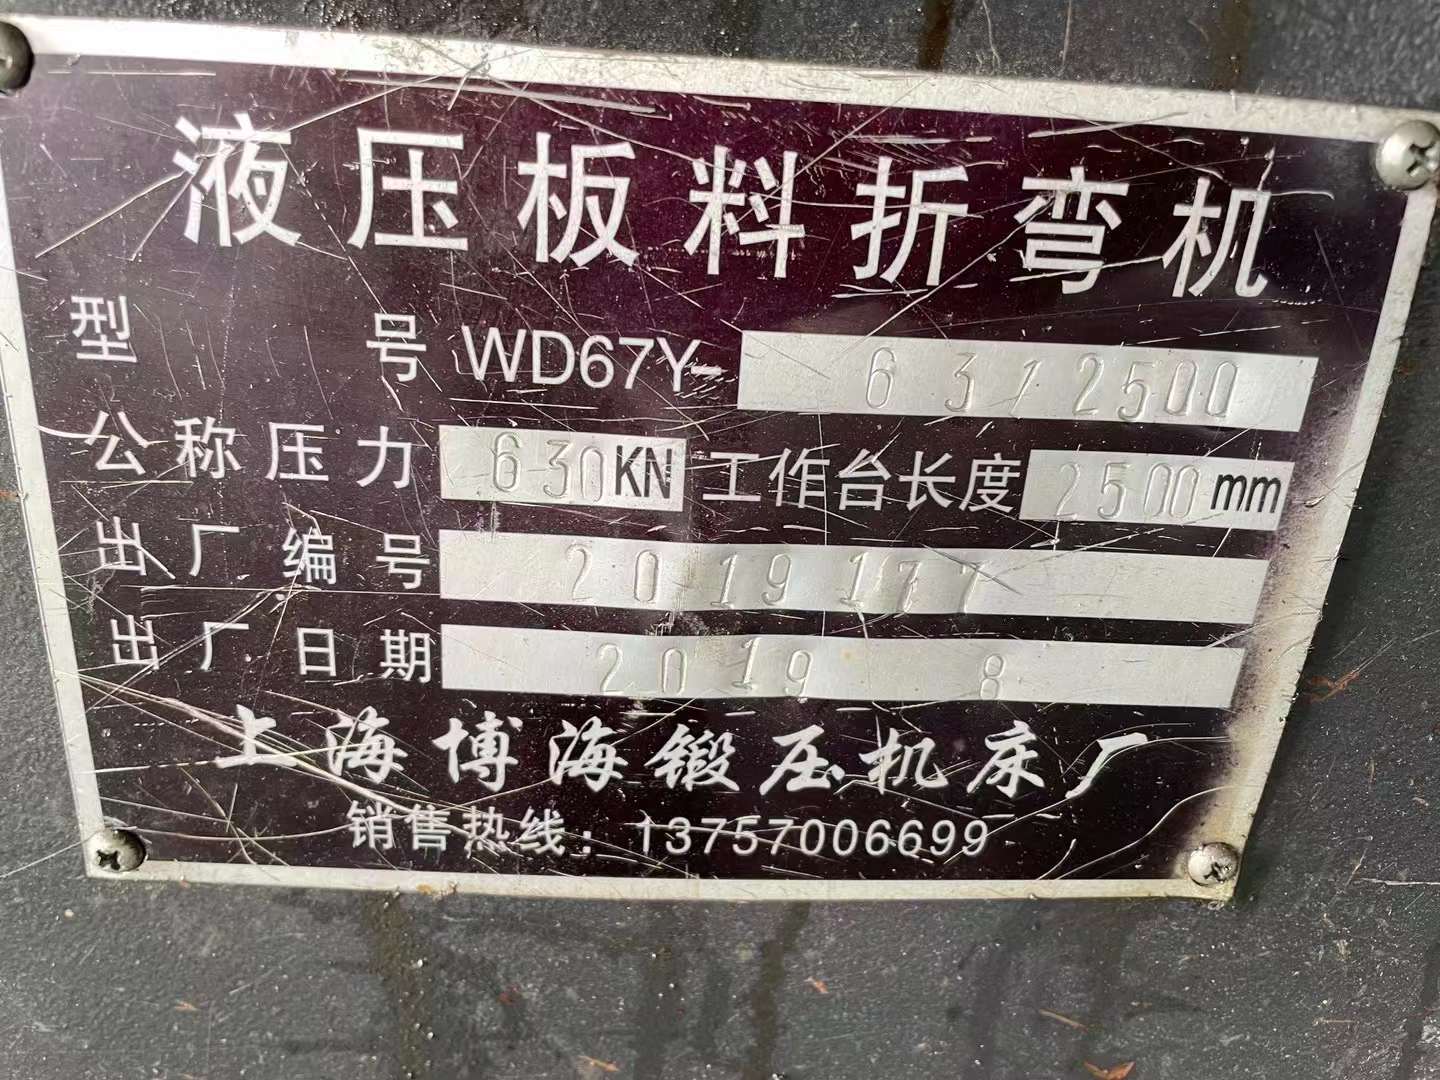 液压板料折弯机
型号 WD67Y- 63/2500
公称压力 630KN 工作台长度 2500mm
出厂编号 2019177
出厂日期 2019 8
上海博海锻压机床厂
销售热线：13757006699